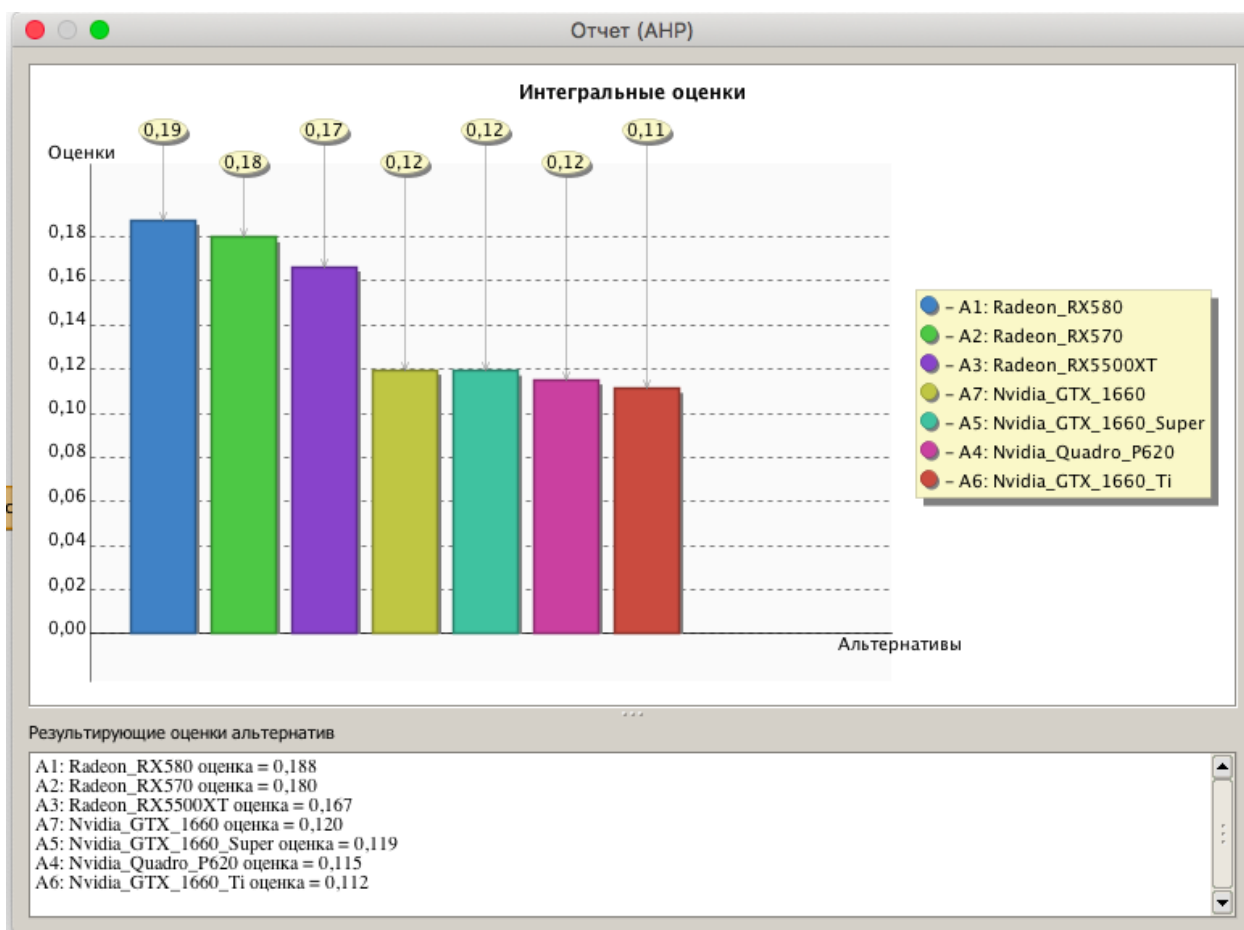 Отчет (AHP)
Интегральные оценки
0,19
0,17
0,12
0,11
Оценки
0,18
0,12
0,12
0,18
0,16
0,14
0,12
0,10
0,08
0,06
0,04
0,02
0,00
Альтернативы
– A1: Radeon_RX580
– A2: Radeon_RX570
– A3: Radeon_RX5500XT
– A7: Nvidia_GTX_1660
– A5: Nvidia_GTX_1660_Super
– A4: Nvidia_Quadro_P620
– A6: Nvidia_GTX_1660_Ti
Результирующие оценки альтернатив
A1: Radeon_RX580 оценка = 0,188
A2: Radeon_RX570 оценка = 0,180
A3: Radeon_RX5500XT оценка = 0,167
A7: Nvidia_GTX_1660 оценка = 0,120
A5: Nvidia_GTX_1660_Super оценка = 0,119
A4: Nvidia_Quadro_P620 оценка = 0,115
A6: Nvidia_GTX_1660_Ti оценка = 0,112